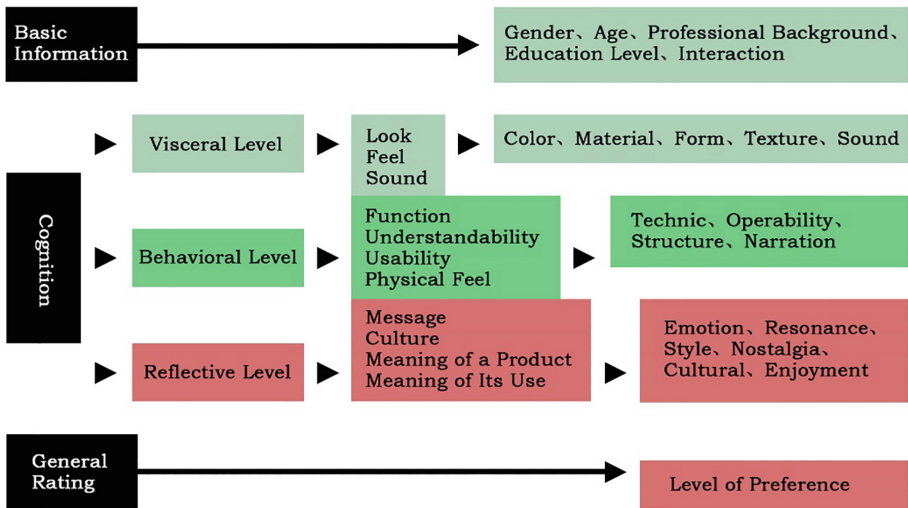 Basic
Information
Gender、Age、Professional Background、
Education Level、Interaction
Cognition
Visceral Level
Look
Feel
Sound
Color、Material、Form、Texture、Sound
Behavioral Level
Function
Understandability
Usability
Physical Feel
Technic、Operability、
Structure、Narration
Reflective Level
Message
Culture
Meaning of a Product
Meaning of Its Use
Emotion、Resonance、
Style、Nostalgia、
Cultural、Enjoyment
General
Rating
Level of Preference